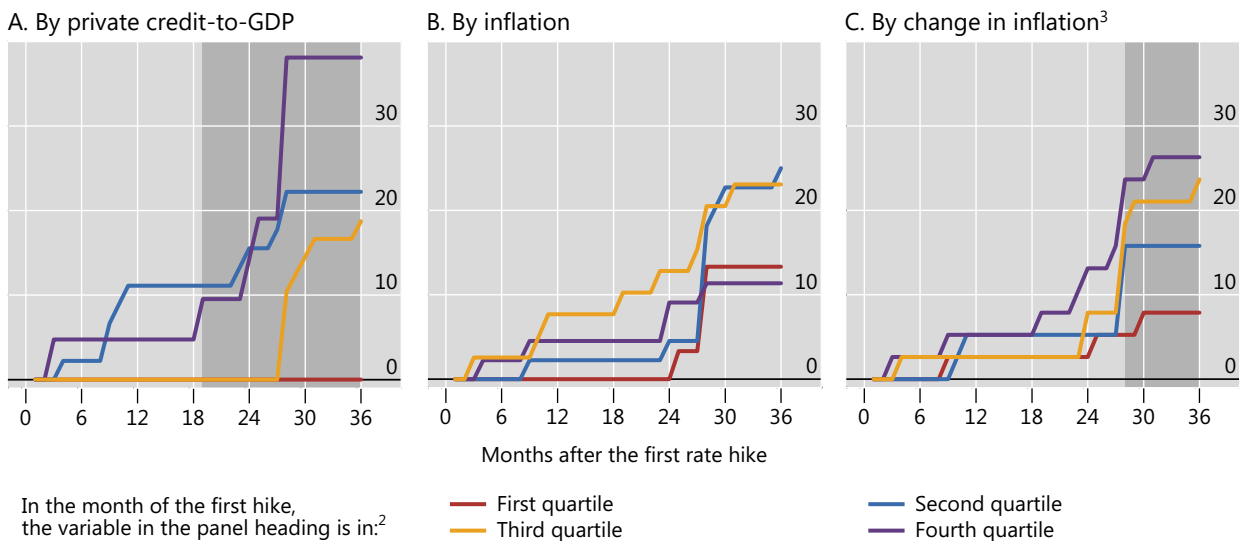 A. By private credit-to-GDP
B. By inflation
C. By change in inflation³
30
20
10
0
0 6 12 18 24 30 36
30
20
10
0
0 6 12 18 24 30 36
30
20
10
0
0 6 12 18 24 30 36
Months after the first rate hike
In the month of the first hike,
the variable in the panel heading is in:²
First quartile
Third quartile
Second quartile
Fourth quartile